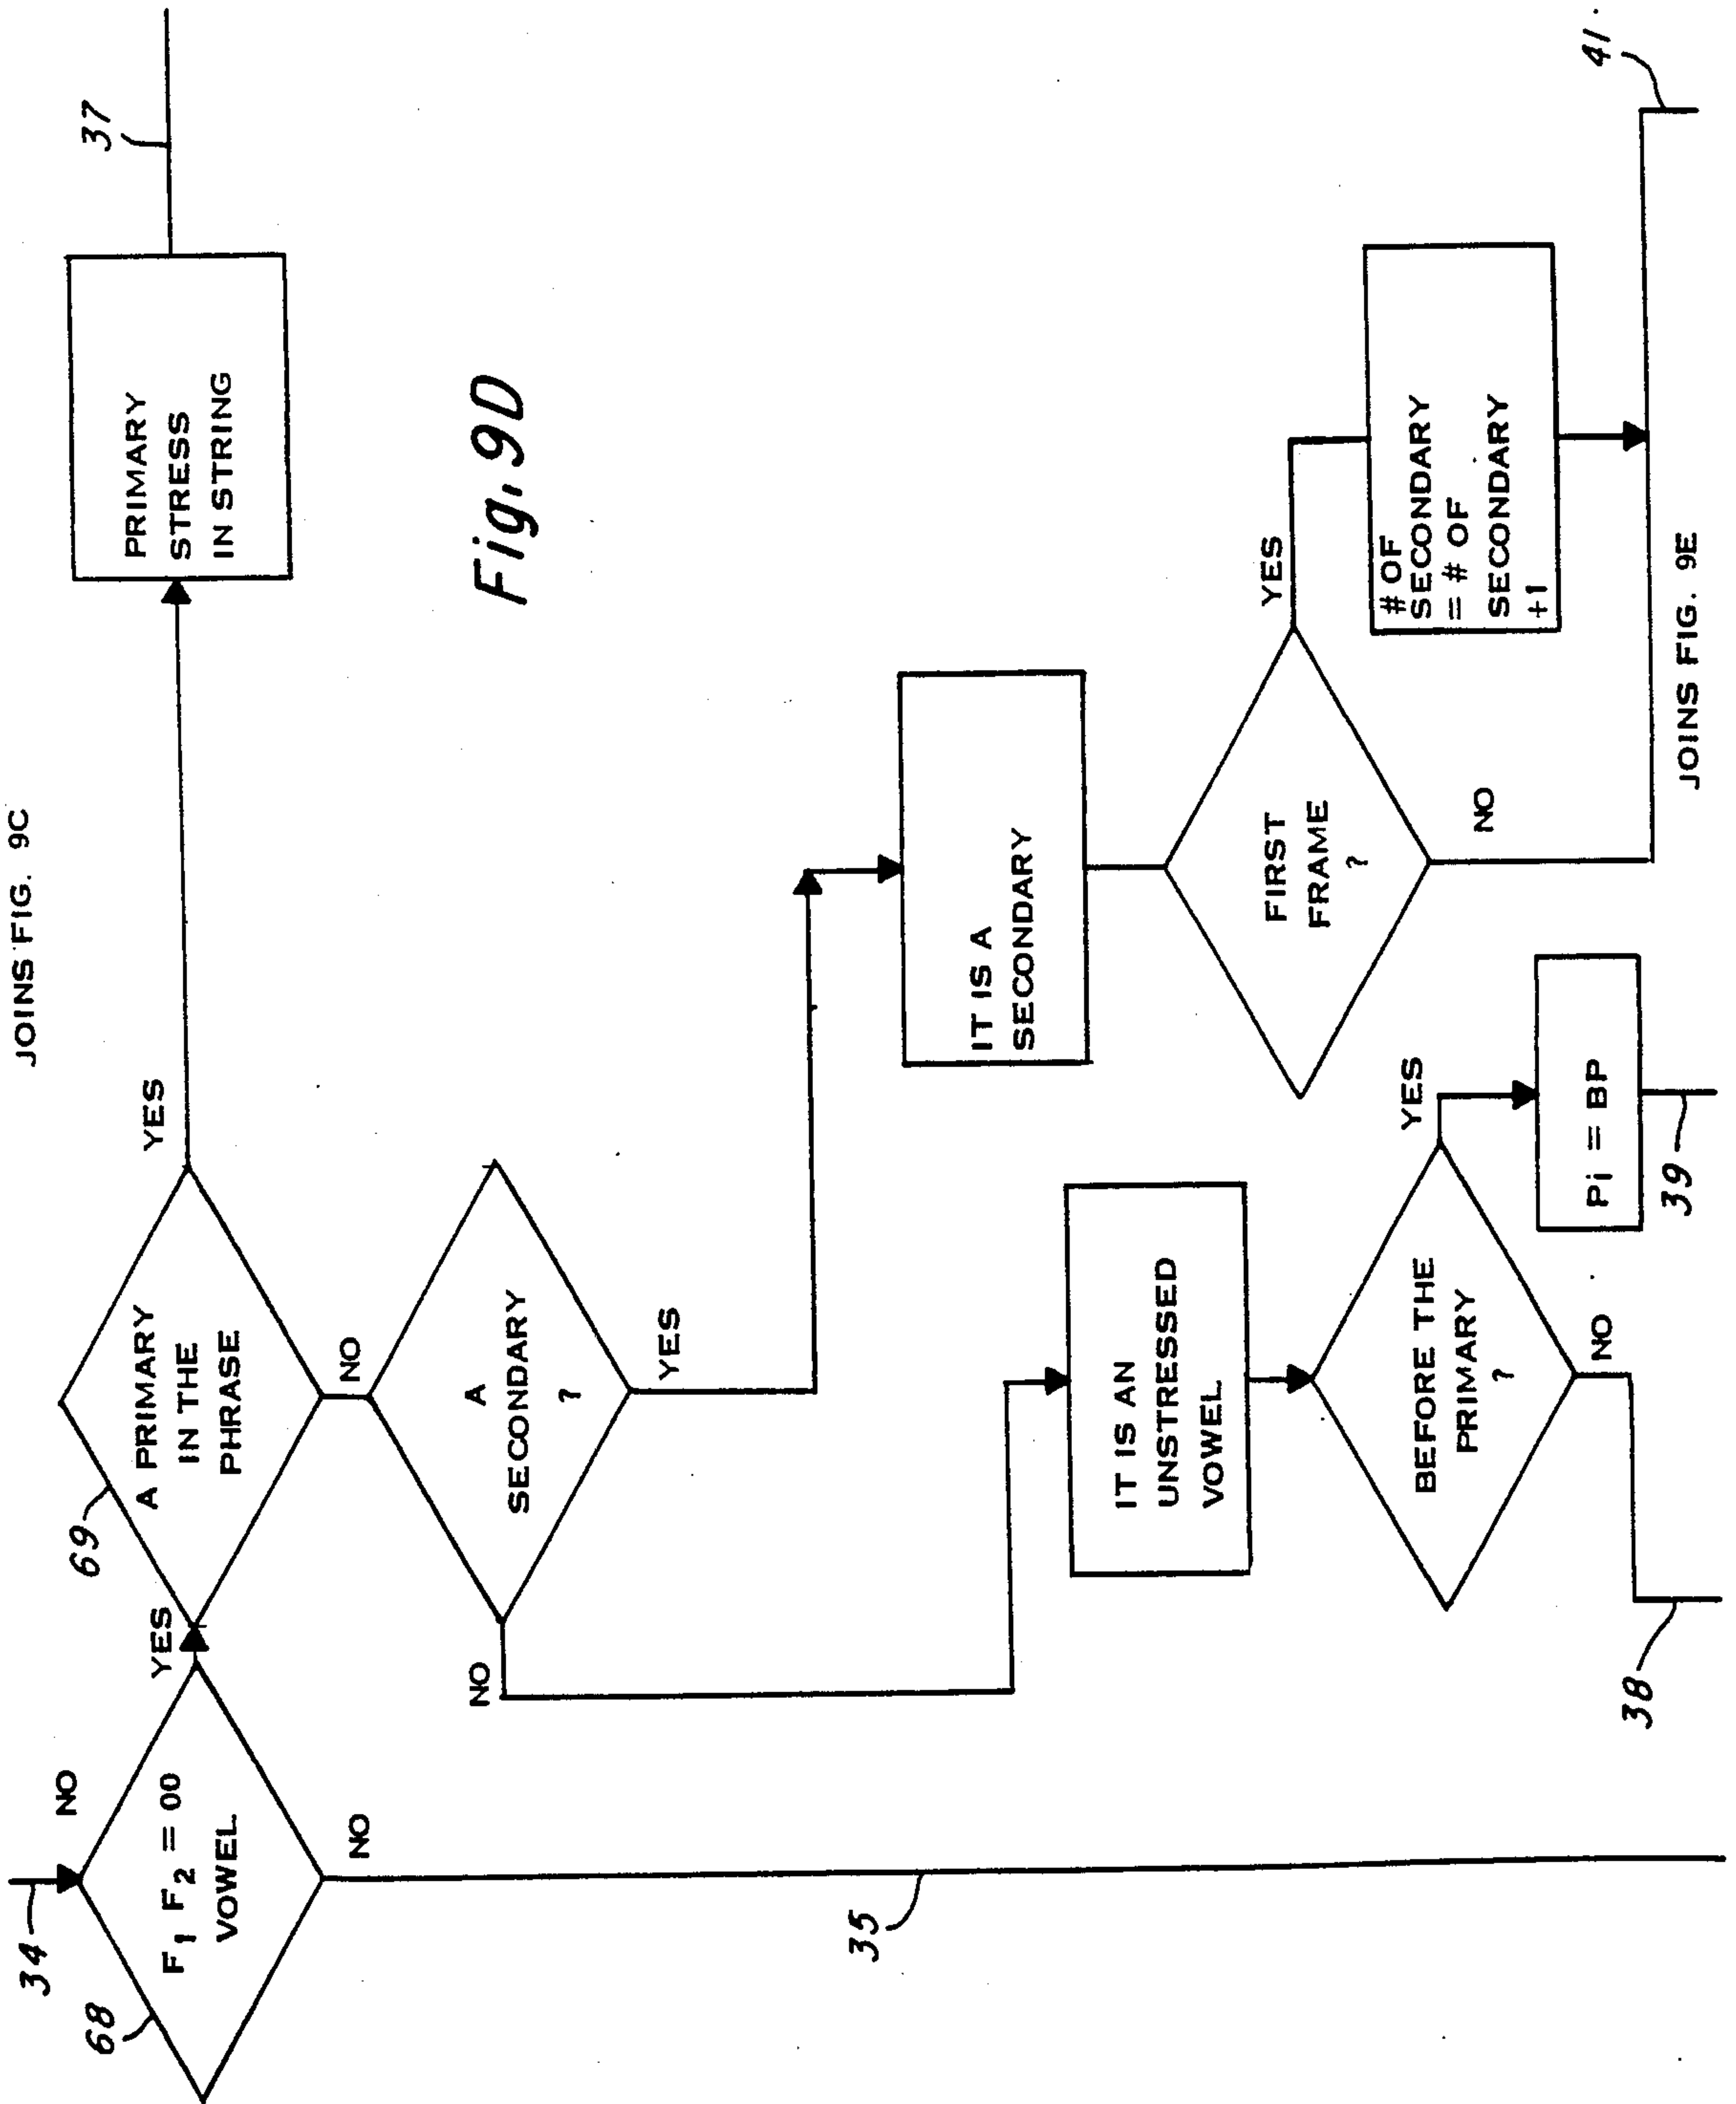 JOINS FIG. 9C
34
NO
68
F1 F2 = 00
VOWEL
YES
NO
35
69
A PRIMARY
IN THE
PHRASE
YES
NO
PRIMARY
STRESS
IN STRING
37
A
SECONDARY
?
YES
NO
Fig. 9D
IT IS A
SECONDARY
FIRST
FRAME
?
YES
NO
# OF
SECONDARY
= # OF
SECONDARY
+1
41
IT IS AN
UNSTRESSED
VOWEL
BEFORE THE
PRIMARY
?
YES
NO
Pi = BP
39
38
JOINS FIG. 9E